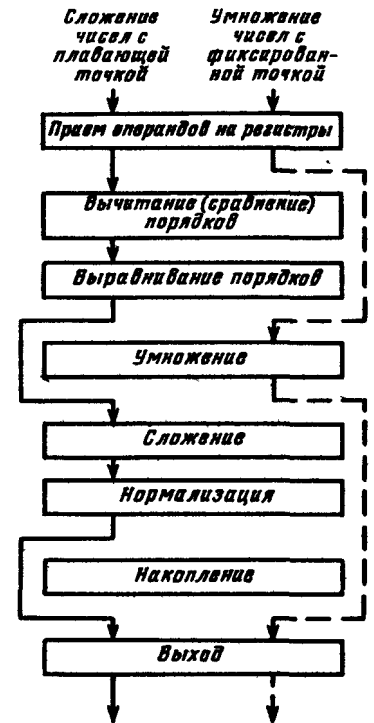 Сложение
чисел с
плавающей
точкой
Умножение
чисел с
фиксирован-
ной точкой
Прием операндов на регистры
Вычитание (сравнение)
порядков
Выравнивание порядков
Умножение
Сложение
Нормализация
Накопление
Выход